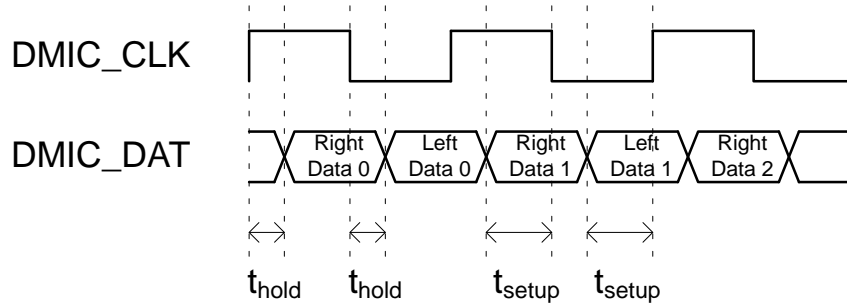 DMIC_CLK
DMIC_DAT
Right
Data 0
Left
Data 0
Right
Data 1
Left
Data 1
Right
Data 2
thold
thold
tsetup
tsetup